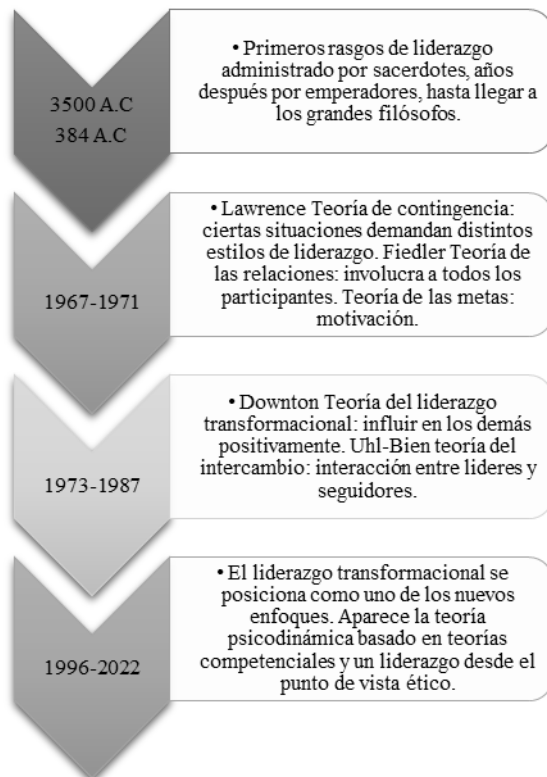 3500 A.C
384 A.C
• Primeros rasgos de liderazgo
administrado por sacerdotes, años
después por emperadores, hasta llegar a
los grandes filósofos.
1967-1971
• Lawrence Teoría de contingencia:
ciertas situaciones demandan distintos
estilos de liderazgo. Fiedler Teoría de
las relaciones: involucra a todos los
participantes. Teoría de las metas:
motivación.
1973-1987
• Downton Teoría del liderazgo
transformacional: influir en los demás
positivamente. Uhl-Bien teoría del
intercambio: interacción entre lideres y
seguidores.
1996-2022
• El liderazgo transformacional se
posiciona como uno de los nuevos
enfoques. Aparece la teoría
psicodinámica basado en teorías
competenciales y un liderazgo desde el
punto de vista ético.